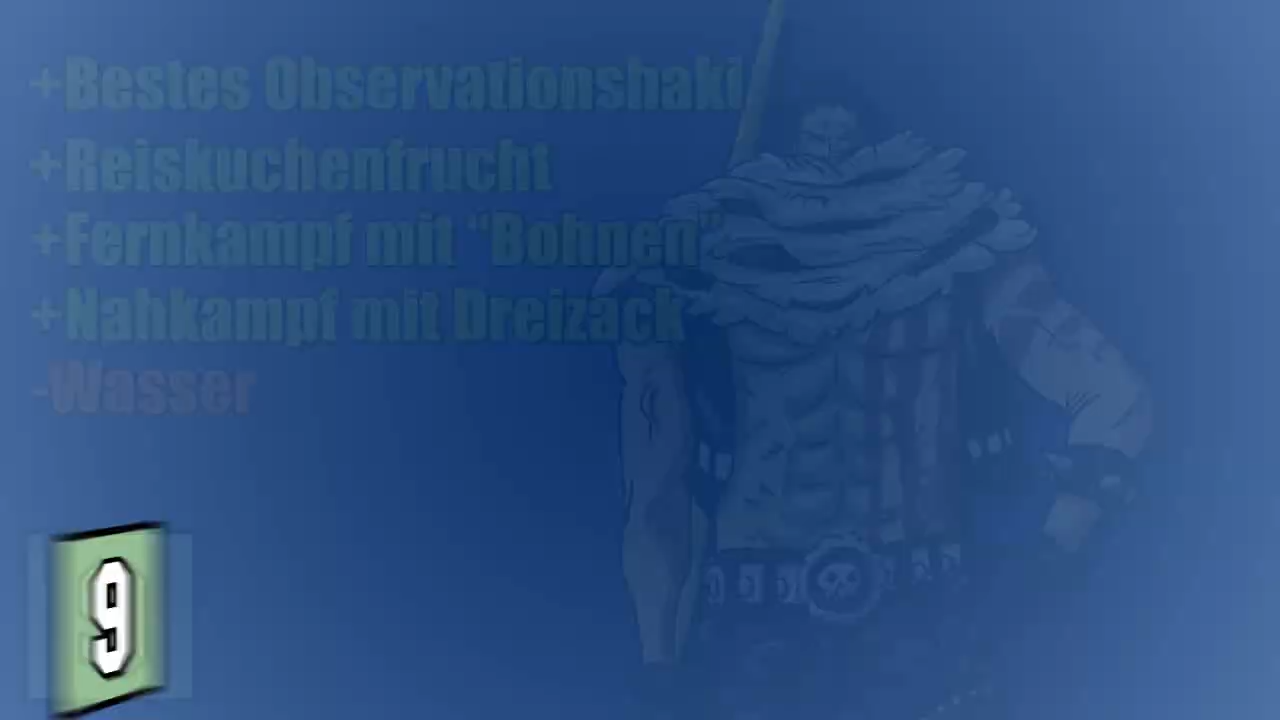 +Bestes Observationshaki
+Reiskuchenfrucht
+Fernkampf mit "Bohnen"
+Nahkampf mit Dreizack
-Wasser
9